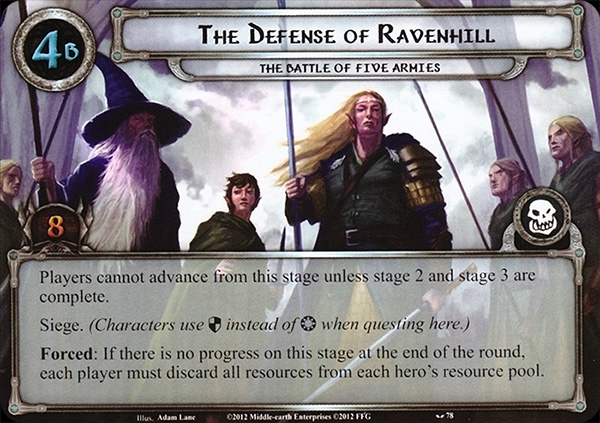 4B
THE DEFENSE OF RAVENHILL
THE BATTLE OF FIVE ARMIES
8
Players cannot advance from this stage unless stage 2 and stage 3 are
complete.
Siege. (Characters use instead of when questing here.)
Forced: If there is no progress on this stage at the end of the round,
each player must discard all resources from each hero's resource pool.
Illus. Adam Lane ©2012 Middle-earth Enterprises ©2012 FFG 78